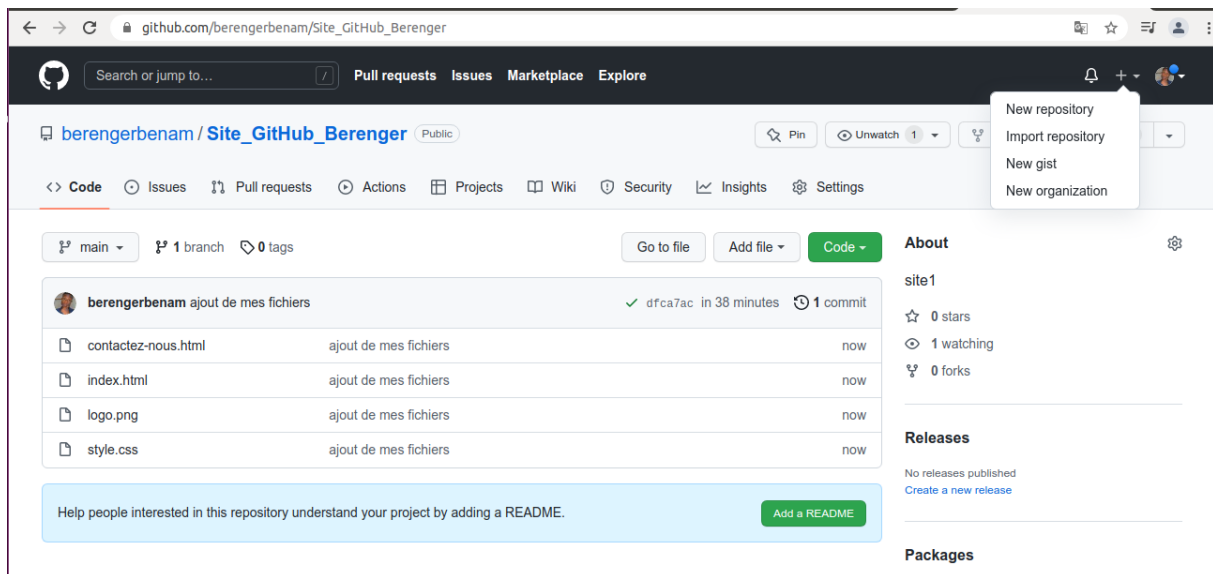 github.com/berengerbenam/Site_GitHub_Berenger
Search or jump to... / Pull requests Issues Marketplace Explore
New repository
Import repository
New gist
New organization
berengerbenam / Site_GitHub_Berenger Public Pin Unwatch 1
Code Issues Pull requests Actions Projects Wiki Security Insights Settings
main 1 branch 0 tags Go to file Add file Code
berengerbenam ajout de mes fichiers dfca7ac in 38 minutes 1 commit
contactez-nous.html ajout de mes fichiers now
index.html ajout de mes fichiers now
logo.png ajout de mes fichiers now
style.css ajout de mes fichiers now
Help people interested in this repository understand your project by adding a README. Add a README
About
site1
0 stars
1 watching
0 forks
Releases
No releases published
Create a new release
Packages